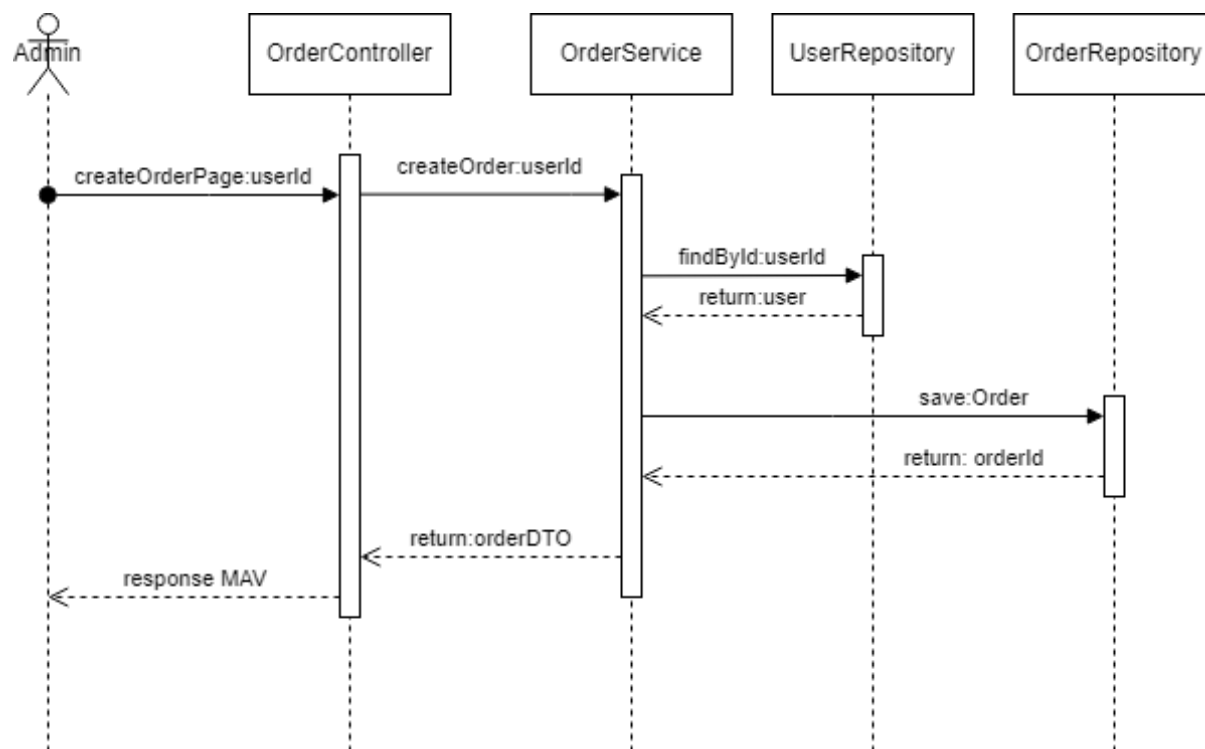 Admin
OrderController
OrderService
UserRepository
OrderRepository
createOrderPage:userId
createOrder:userId
findById:userId
return:user
save:Order
return: orderId
return:orderDTO
response MAV